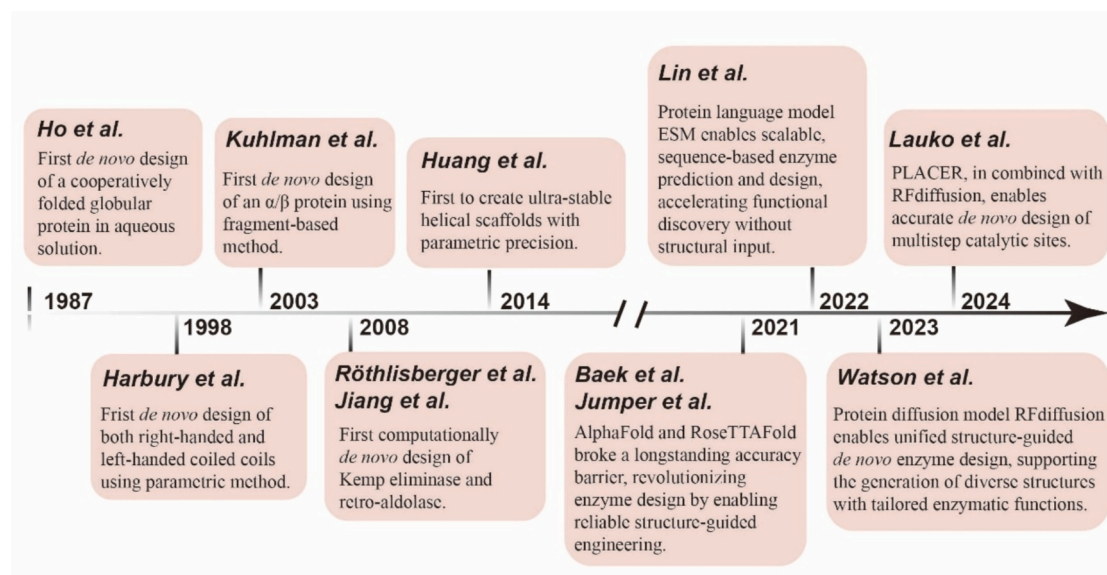 Ho et al.
First de novo design
of a cooperatively
folded globular
protein in aqueous
solution.
Kuhlman et al.
First de novo design
of an α/β protein using
fragment-based
method.
Huang et al.
First to create ultra-stable
helical scaffolds with
parametric precision.
Lin et al.
Protein language model
ESM enables scalable,
sequence-based enzyme
prediction and design,
accelerating functional
discovery without
structural input.
Lauko et al.
PLACER, in combined with
RFdiffusion, enables
accurate de novo design of
multistep catalytic sites.
1987
2003
2014
2022
2024
1998
2008
2021
2023
Harbury et al.
Frist de novo design of
both right-handed and
left-handed coiled coils
using parametric method.
Röthlisberger et al.
Jiang et al.
First computationally
de novo design of
Kemp eliminase and
retro-aldolase.
Baek et al.
Jumper et al.
AlphaFold and RoseTTAFold
broke a longstanding accuracy
barrier, revolutionizing
enzyme design by enabling
reliable structure-guided
engineering.
Watson et al.
Protein diffusion model RFdiffusion
enables unified structure-guided
de novo enzyme design, supporting
the generation of diverse structures
with tailored enzymatic functions.